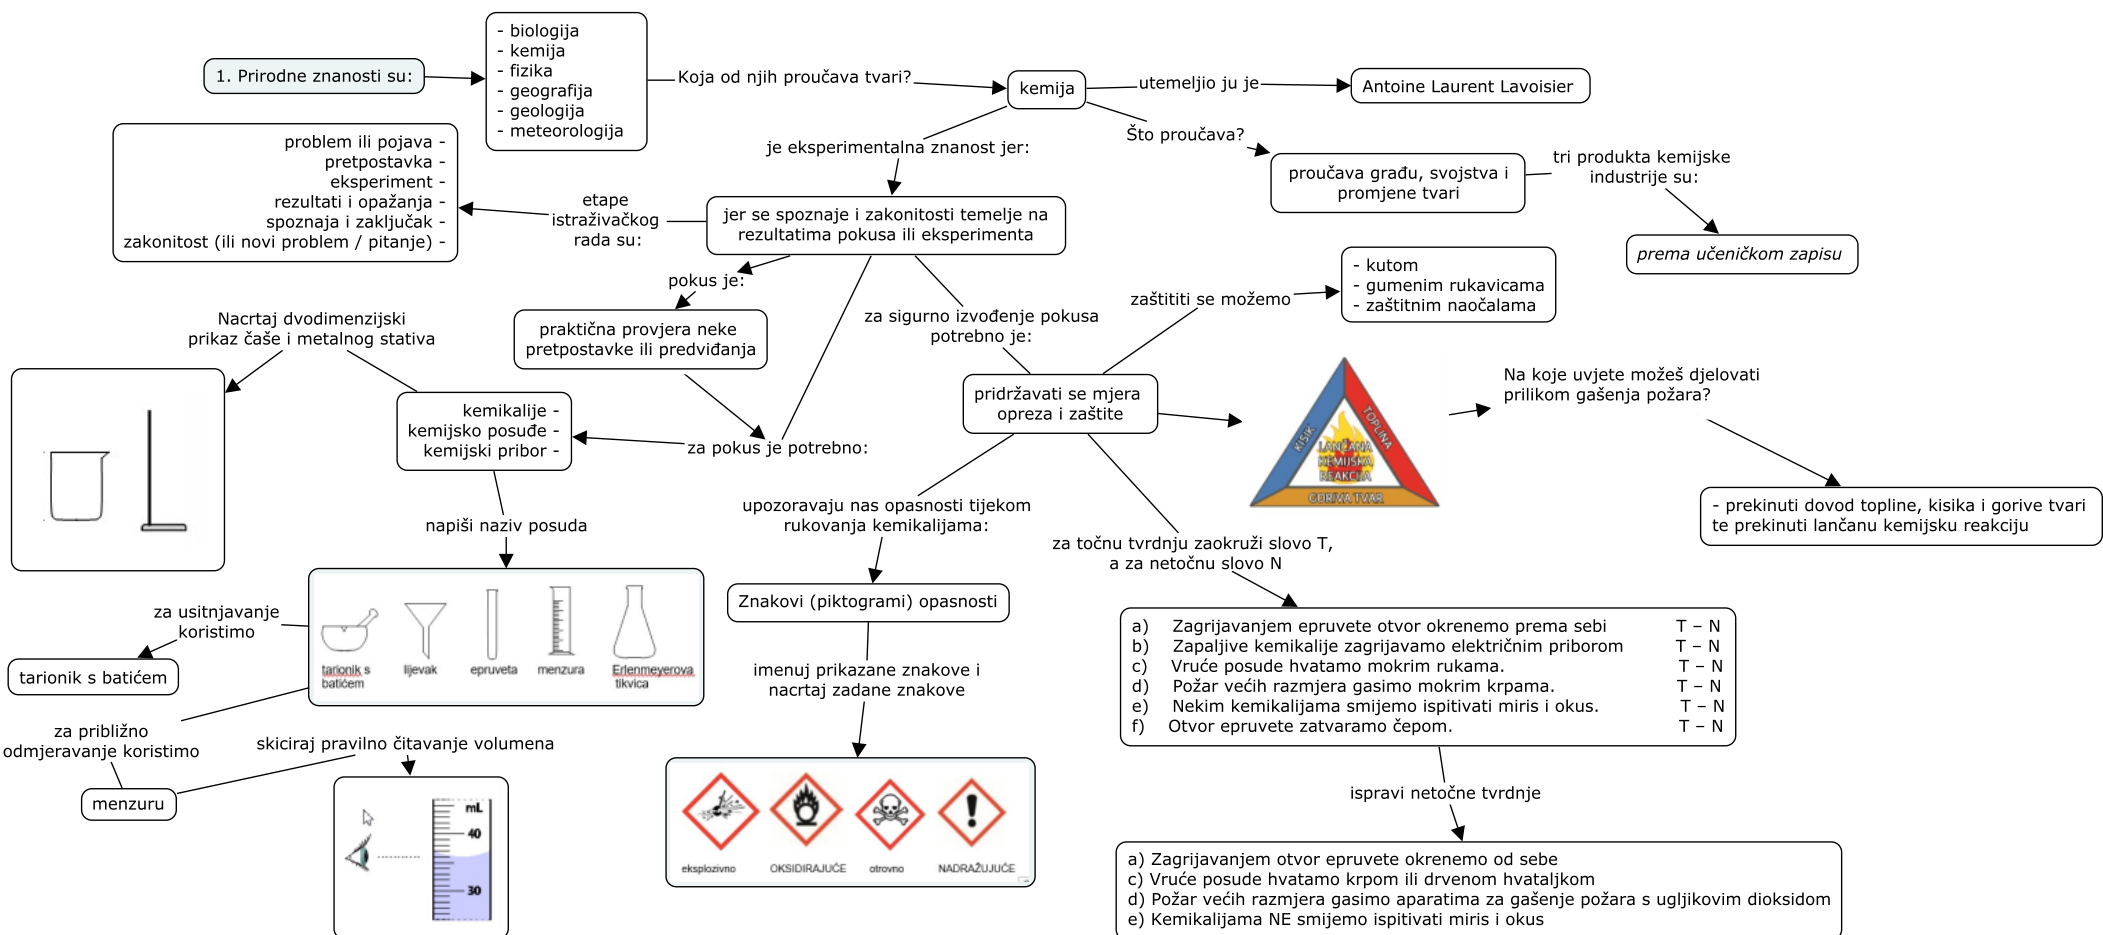 1. Prirodne znanosti su:
- biologija
- kemija
- fizika
- geografija
- geologija
- meteorologija
Koja od njih proučava tvari?
kemija
utemeljio ju je
Antoine Laurent Lavoisier
Što proučava?
proučava građu, svojstva i
promjene tvari
tri produkta kemijske
industrije su:
prema učeničkom zapisu
je eksperimentalna znanost jer:
jer se spoznaje i zakonitosti temelje na
rezultatima pokusa ili eksperimenta
etape
istraživačkog
rada su:
problem ili pojava -
pretpostavka -
eksperiment -
rezultati i opažanja -
spoznaja i zaključak -
zakonitost (ili novi problem / pitanje) -
pokus je:
praktična provjera neke
pretpostavke ili predviđanja
za pokus je potrebno:
kemikalije -
kemijsko posuđe -
kemijski pribor -
Nacrtaj dvodimenzijski
prikaz čaše i metalnog stativa
napiši naziv posuda
tarionik s
batićem
lijevak
epruveta
menzura
Erlenmeyerova
tikvica
za usitnjavanje
koristimo
tarionik s batićem
za približno
odmjeravanje koristimo
menzuru
skiciraj pravilno čitavanje volumena
mL
40
30
za sigurno izvođenje pokusa
potrebno je:
pridržavati se mjera
opreza i zaštite
zaštititi se možemo
- kutom
- gumenim rukavicama
- zaštitnim naočalama
KISIK
TOPLINA
LANČANA
KEMIJSKA
REAKCIJA
GORIVA TVAR
Na koje uvjete možeš djelovati
prilikom gašenja požara?
- prekinuti dovod topline, kisika i gorive tvari
te prekinuti lančanu kemijsku reakciju
upozoravaju nas opasnosti tijekom
rukovanja kemikalijama:
Znakovi (piktogrami) opasnosti
imenuj prikazane znakove i
nacrtaj zadane znakove
eksplozivno
OKSIDIRAJUĆE
otrovno
NADRAŽUJUĆE
za točnu tvrdnju zaokruži slovo T,
a za netočnu slovo N
a) Zagrijavanjem epruvete otvor okrenemo prema sebi T – N
b) Zapaljive kemikalije zagrijavamo električnim priborom T – N
c) Vruće posude hvatamo mokrim rukama. T – N
d) Požar većih razmjera gasimo mokrim krpama. T – N
e) Nekim kemikalijama smijemo ispitivati miris i okus. T – N
f) Otvor epruvete zatvaramo čepom. T – N
ispravi netočne tvrdnje
a) Zagrijavanjem otvor epruvete okrenemo od sebe
c) Vruće posude hvatamo krpom ili drvenom hvataljkom
d) Požar većih razmjera gasimo aparatima za gašenje požara s ugljikovim dioksidom
e) Kemikalijama NE smijemo ispitivati miris i okus